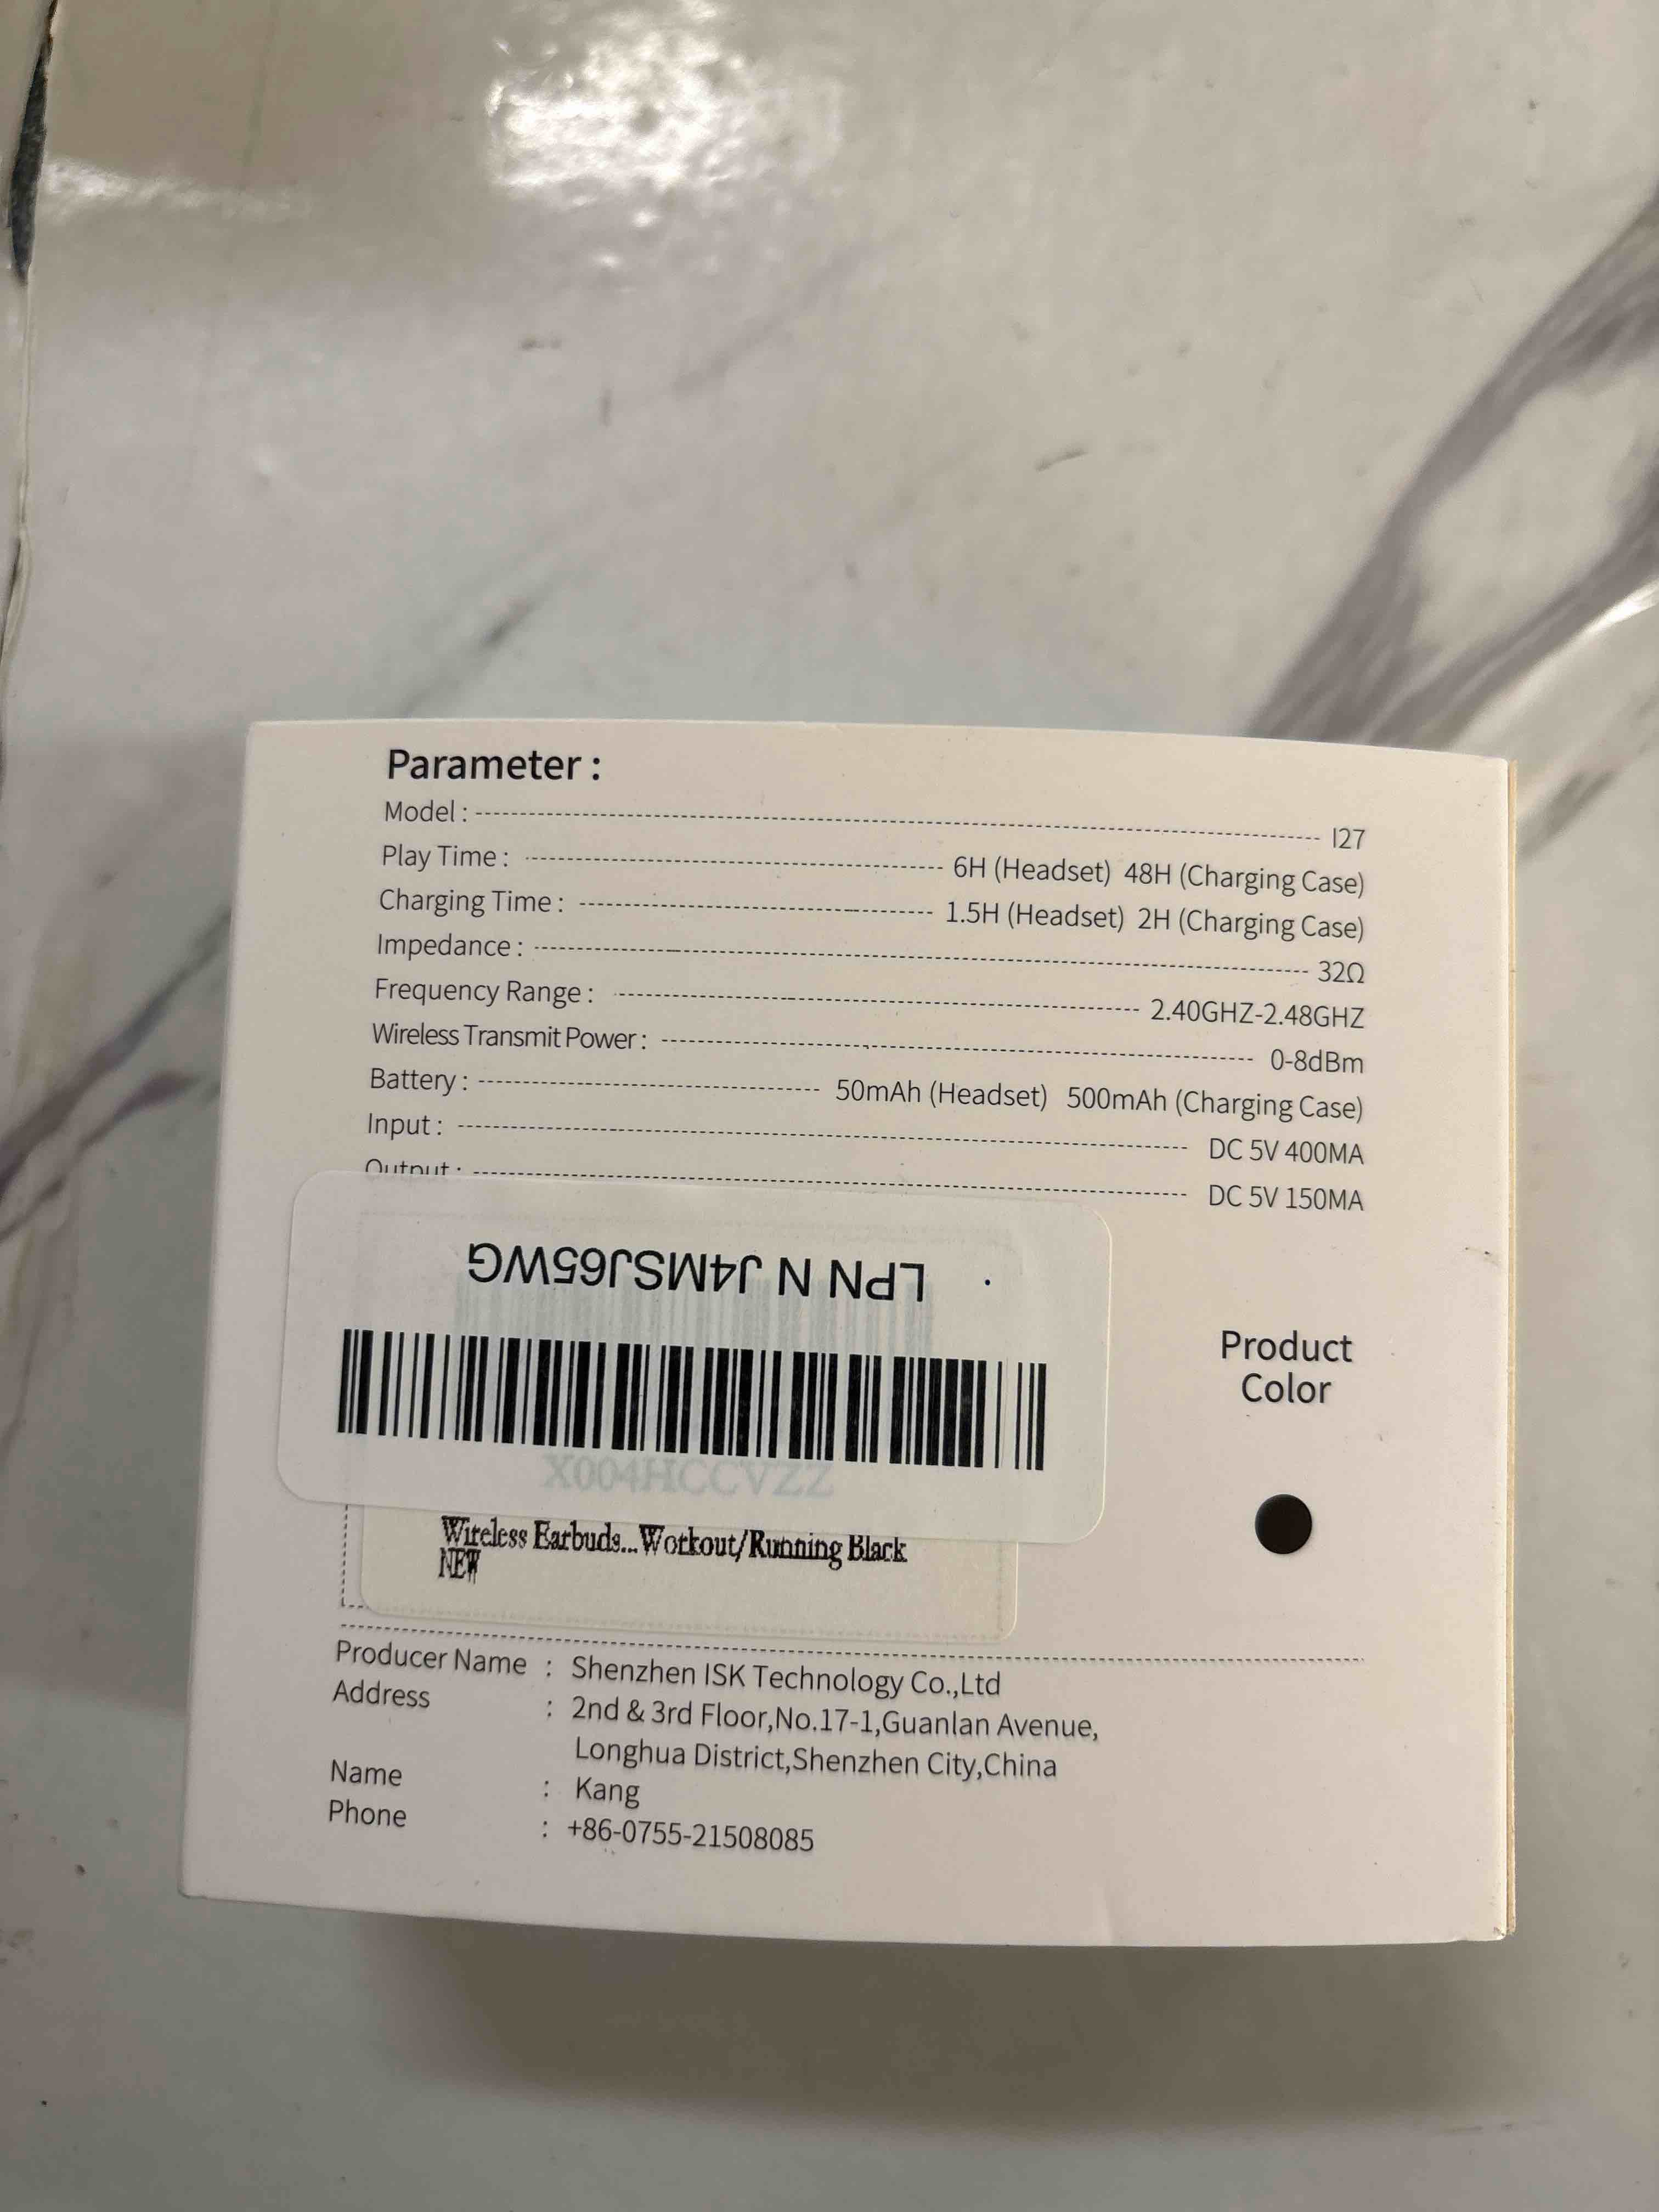 Parameter :
Model : I27
Play Time : 6H (Headset) 48H (Charging Case)
Charging Time : 1.5H (Headset) 2H (Charging Case)
Impedance : 32Ω
Frequency Range : 2.40GHZ-2.48GHZ
Wireless Transmit Power : 0-8dBm
Battery : 50mAh (Headset) 500mAh (Charging Case)
Input : DC 5V 400MA
Output : DC 5V 150MA
LPN N J4MSJ65WG
X004HCCVZZ
Wireless Earbuds...Workout/Running Black
NEW
Product
Color
Producer Name : Shenzhen ISK Technology Co.,Ltd
Address : 2nd & 3rd Floor,No.17-1,Guanlan Avenue,
Longhua District,Shenzhen City,China
Name : Kang
Phone : +86-0755-21508085